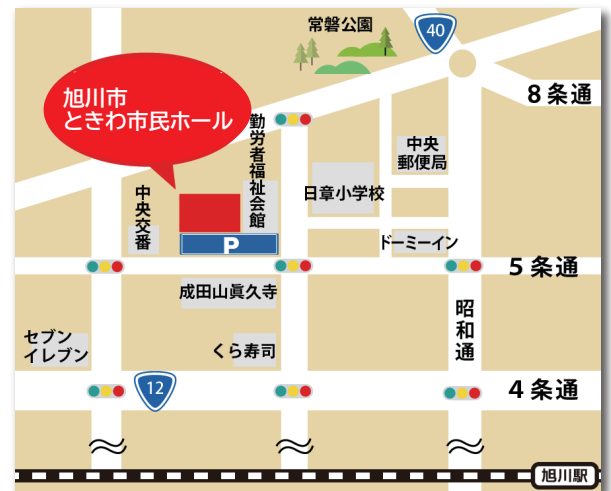 常磐公園
40
8条通
旭川市
ときわ市民ホール
勤労者福祉会館
中央
郵便局
日章小学校
中央交番
P
ドーミーイン
5条通
成田山眞久寺
昭和通
セブン
イレブン
くら寿司
12
4条通
旭川駅